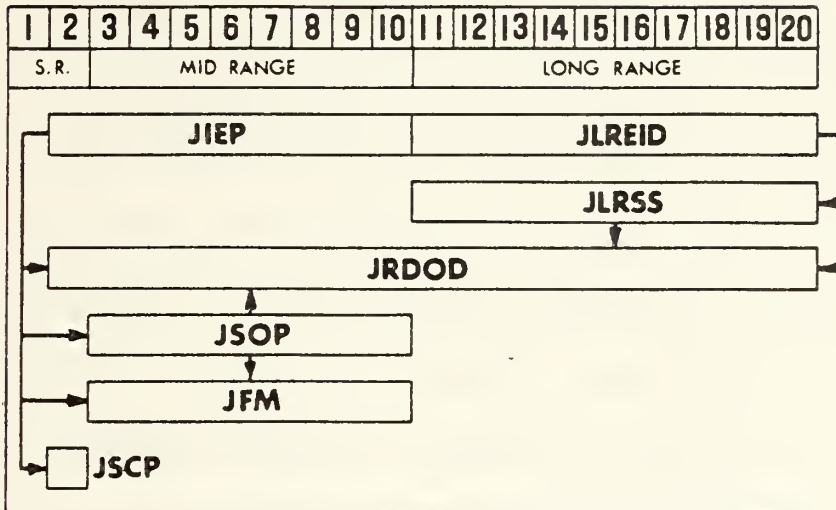 1 2 3 4 5 6 7 8 9 10 11 12 13 14 15 16 17 18 19 20
S.R. MID RANGE LONG RANGE
JIEP JLREID
JLRSS
JRDOD
JSOP
JFM
JSCP